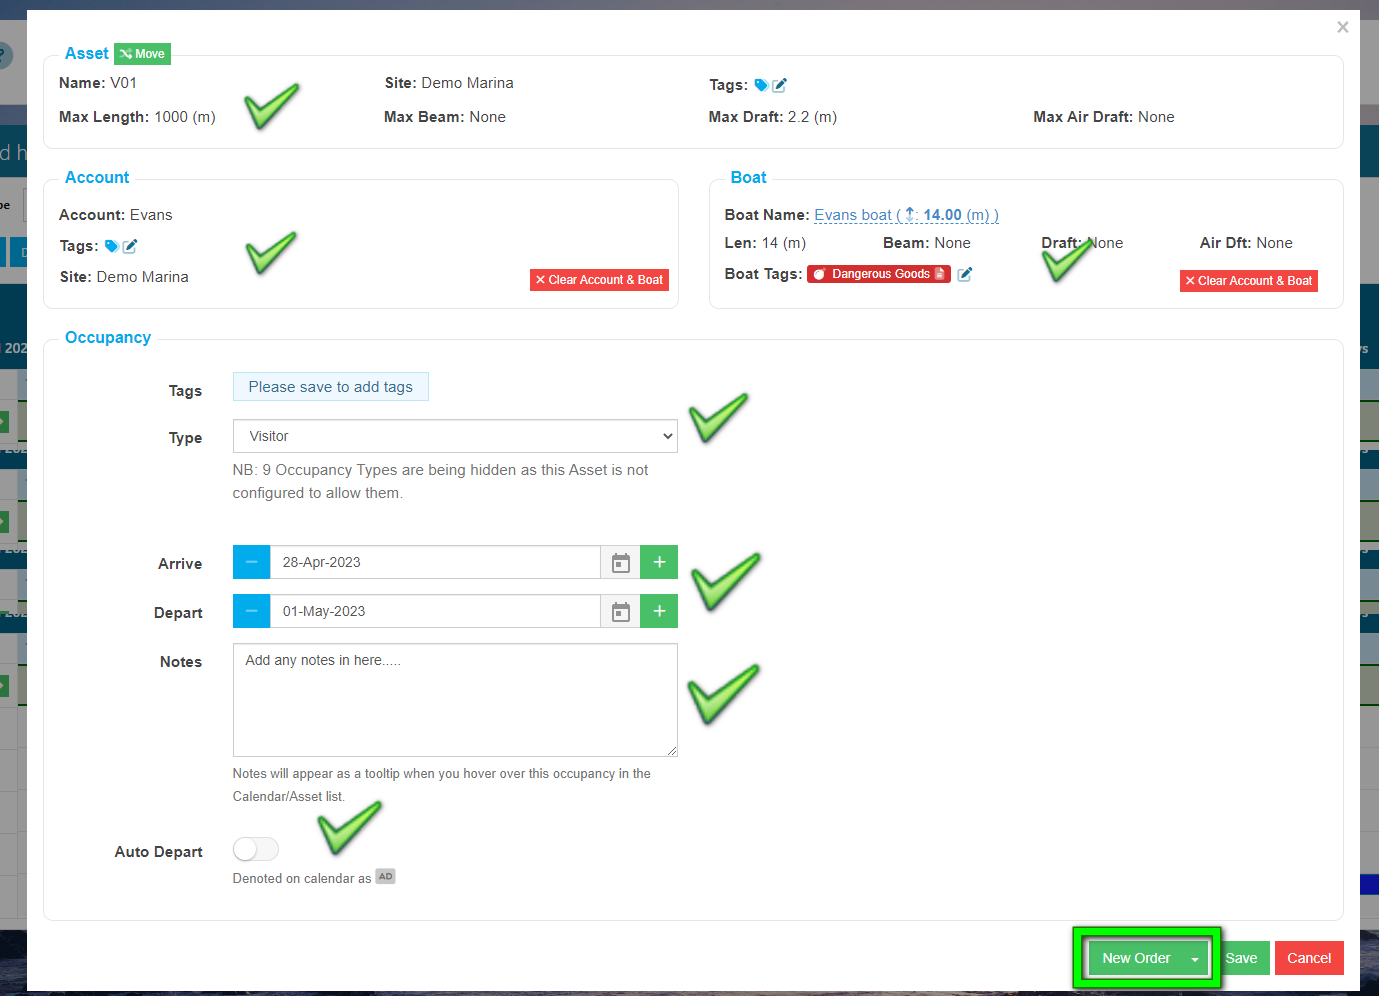 ×
Asset Move
Name: V01 Site: Demo Marina Tags:
Max Length: 1000 (m) Max Beam: None Max Draft: 2.2 (m) Max Air Draft: None
Account
Account: Evans
Tags:
Site: Demo Marina
× Clear Account & Boat
Boat
Boat Name: Evans boat ( : 14.00 (m) )
Len: 14 (m) Beam: None Draft: None Air Dft: None
Boat Tags: Dangerous Goods
× Clear Account & Boat
Occupancy
Tags Please save to add tags
Type Visitor
NB: 9 Occupancy Types are being hidden as this Asset is not
configured to allow them.
Arrive − 28-Apr-2023 +
Depart − 01-May-2023 +
Notes Add any notes in here.....
Notes will appear as a tooltip when you hover over this occupancy in the
Calendar/Asset list.
Auto Depart
Denoted on calendar as AD
New Order Save Cancel